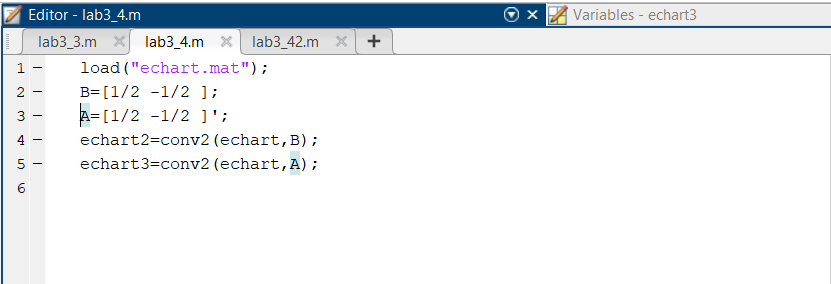 Editor - lab3_4.m
Variables - echart3
lab3_3.m
lab3_4.m
lab3_42.m
1 load("echart.mat");
2 B=[1/2 -1/2 ];
3 A=[1/2 -1/2 ]';
4 echart2=conv2(echart,B);
5 echart3=conv2(echart,A);
6